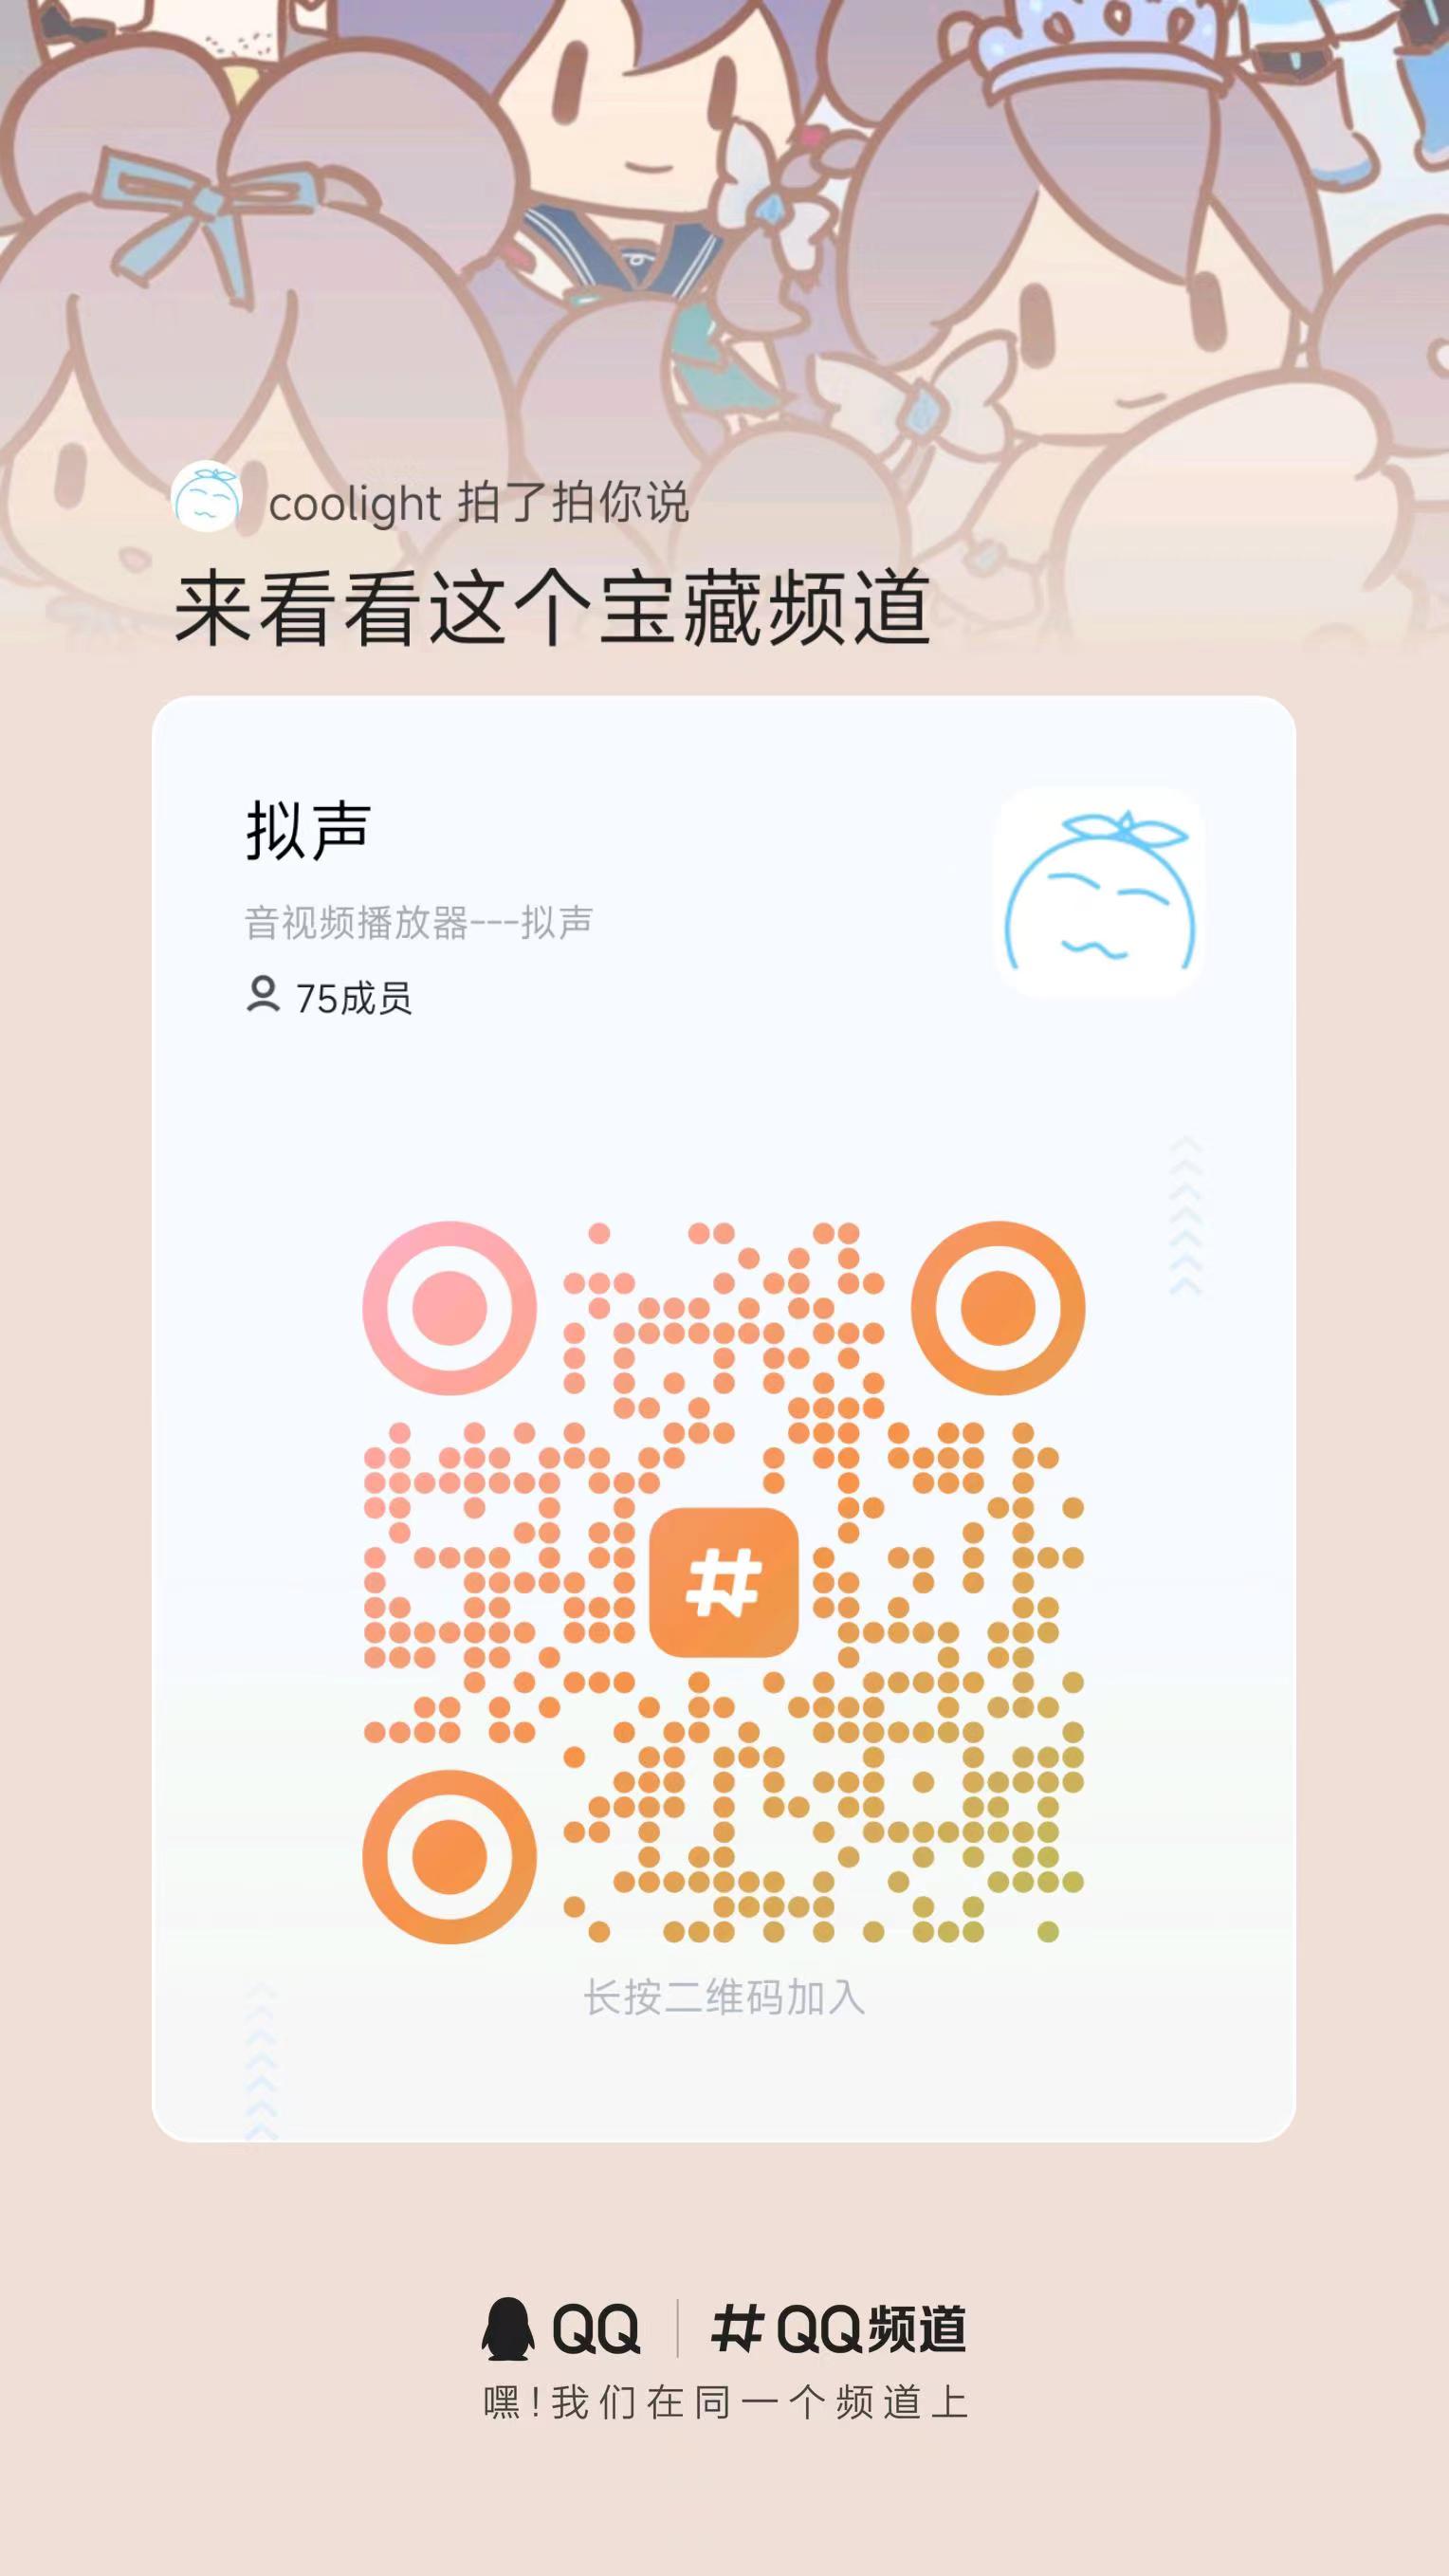 coolight 拍了拍你说
来看看这个宝藏频道
拟声
音视频播放器---拟声
75成员
长按二维码加入
QQ | QQ频道
嘿!我们在同一个频道上